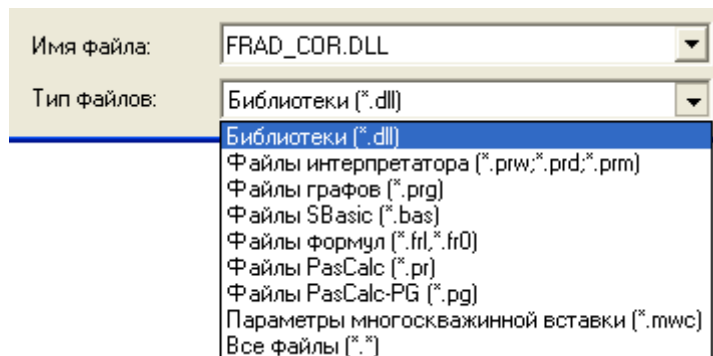 Имя файла: FRAD_COR.DLL
Тип файлов: Библиотеки (*.dll)
Библиотеки (*.dll)
Файлы интерпретатора (*.prw;*.prd;*.prm)
Файлы графов (*.prg)
Файлы SBasic (*.bas)
Файлы формул (*.frl,*.fr0)
Файлы PasCalc (*.pr)
Файлы PasCalc-PG (*.pg)
Параметры многоскважинной вставки (*.mwc)
Все файлы (*.*)